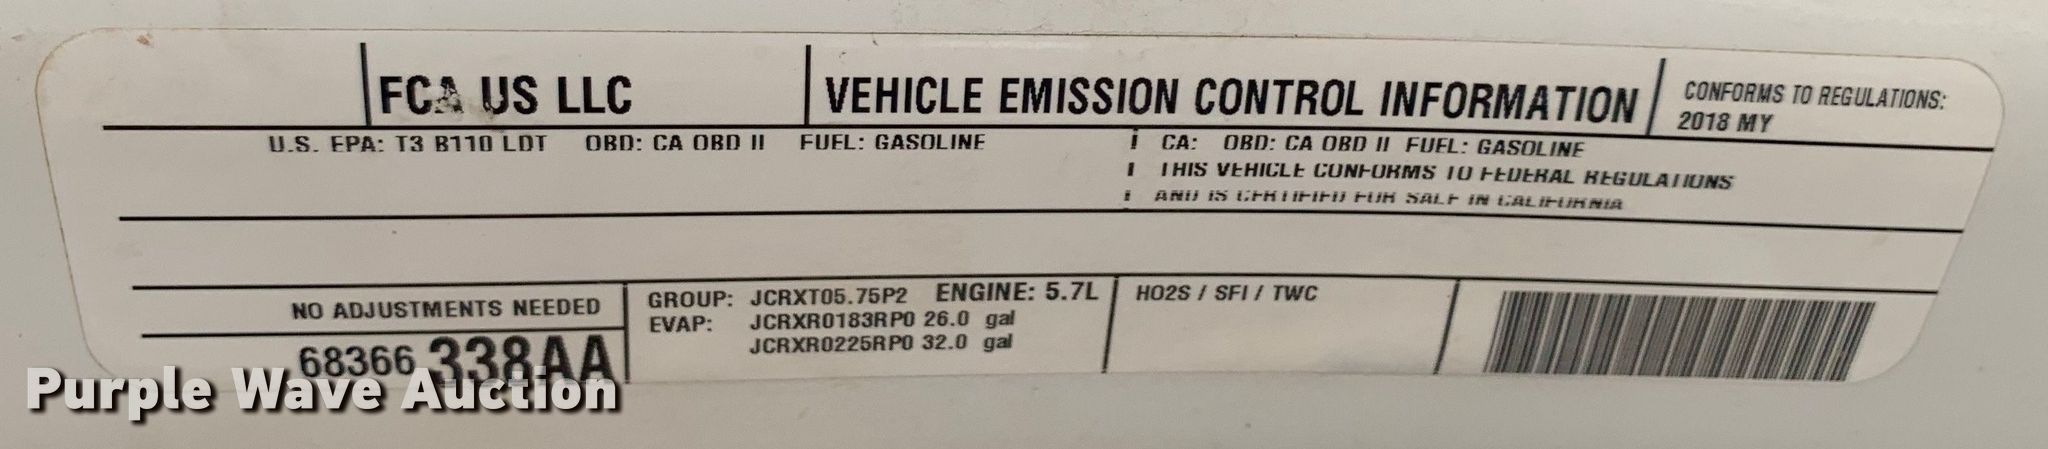 FCA US LLC
VEHICLE EMISSION CONTROL INFORMATION
CONFORMS TO REGULATIONS:
2018 MY
U.S. EPA: T3 B110 LDT OBD: CA OBD II FUEL: GASOLINE
CA: OBD: CA OBD II FUEL: GASOLINE
THIS VEHICLE CONFORMS TO FEDERAL REGULATIONS
AND IS CERTIFIED FOR SALE IN CALIFORNIA
NO ADJUSTMENTS NEEDED
68366338AA
GROUP: JCRXT05.75P2 ENGINE: 5.7L
EVAP: JCRXR0183RP0 26.0 gal
JCRXR0225RP0 32.0 gal
HO2S / SFI / TWC
Purple Wave Auction